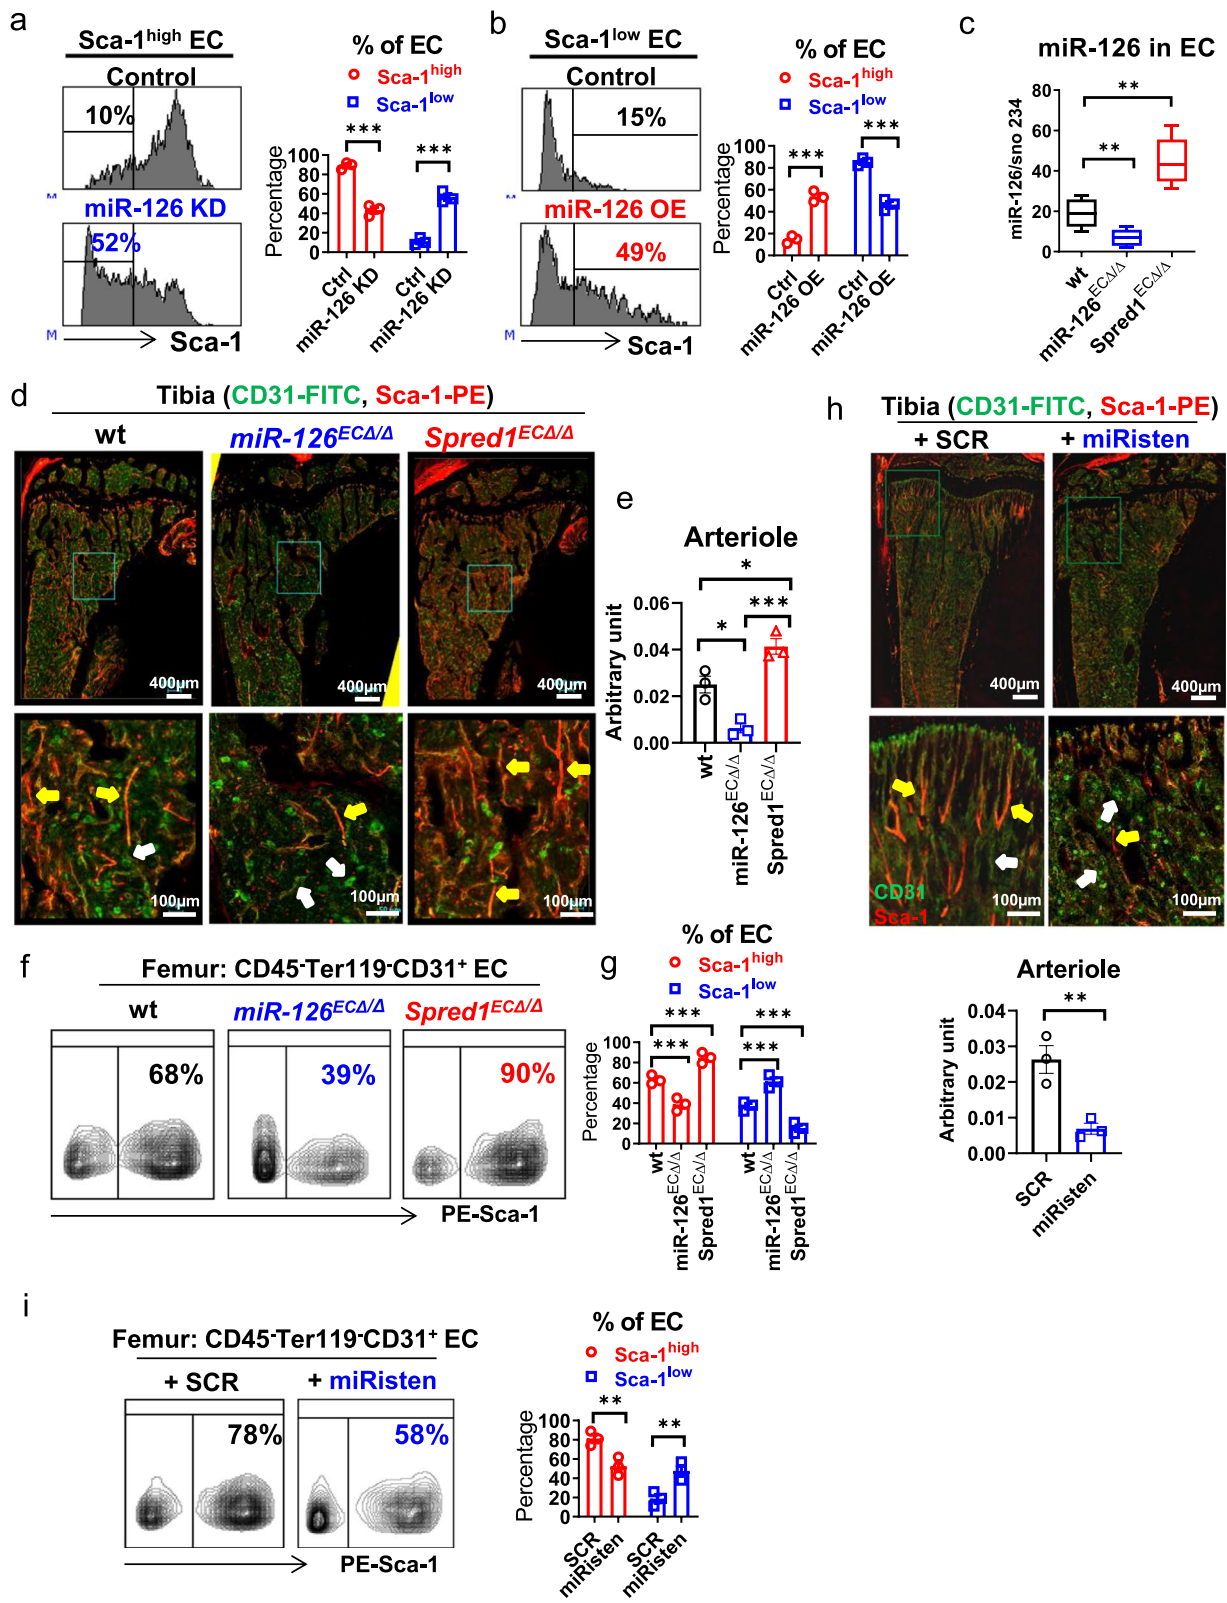 a
Sca-1high EC
Control
10%
miR-126 KD
52%
M
Sca-1
% of EC
Sca-1high
Sca-1low
***
***
Percentage
100
80
60
40
20
0
Ctrl
miR-126 KD
Ctrl
miR-126 KD
b
Sca-1low EC
Control
15%
miR-126 OE
49%
M
Sca-1
% of EC
Sca-1high
Sca-1low
***
***
Percentage
100
80
60
40
20
0
Ctrl
miR-126 OE
Ctrl
miR-126 OE
c
miR-126 in EC
**
**
miR-126/sno 234
80
60
40
20
0
wt
miR-126ECΔ/Δ
Spred1ECΔ/Δ
d
Tibia (CD31-FITC, Sca-1-PE)
wt
miR-126ECΔ/Δ
Spred1ECΔ/Δ
400μm
400μm
400μm
100μm
100μm
100μm
e
Arteriole
*
*
***
Arbitrary unit
0.06
0.04
0.02
0.00
wt
miR-126ECΔ/Δ
Spred1ECΔ/Δ
f
Femur: CD45-Ter119-CD31+ EC
wt
miR-126ECΔ/Δ
Spred1ECΔ/Δ
68%
39%
90%
PE-Sca-1
g
% of EC
Sca-1high
Sca-1low
***
***
***
***
Percentage
100
80
60
40
20
0
wt
miR-126ECΔ/Δ
Spred1ECΔ/Δ
wt
miR-126ECΔ/Δ
Spred1ECΔ/Δ
h
Tibia (CD31-FITC, Sca-1-PE)
+ SCR
+ miRisten
400μm
400μm
CD31
Sca-1
100μm
100μm
Arteriole
**
Arbitrary unit
0.04
0.03
0.02
0.01
0.00
SCR
miRisten
i
Femur: CD45-Ter119-CD31+ EC
+ SCR
+ miRisten
78%
58%
PE-Sca-1
% of EC
Sca-1high
Sca-1low
**
**
Percentage
100
80
60
40
20
0
SCR
miRisten
SCR
miRisten